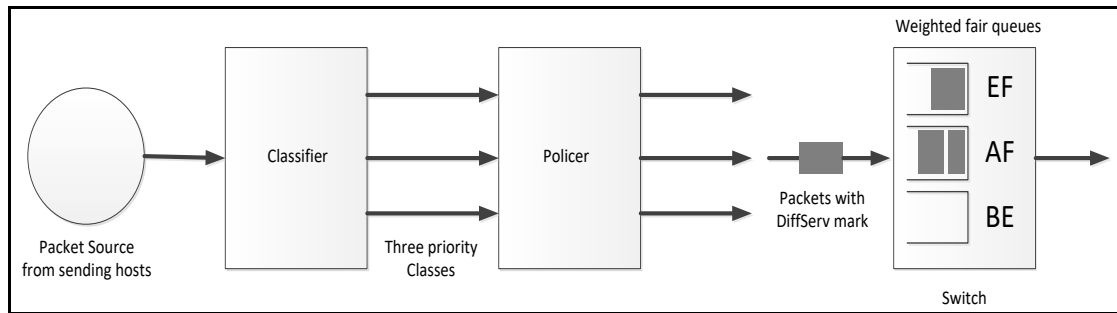 Weighted fair queues
EF
Classifier
Policer
AF
Packets with
DiffServ mark
BE
Packet Source
from sending hosts
Three priority
Classes
Switch